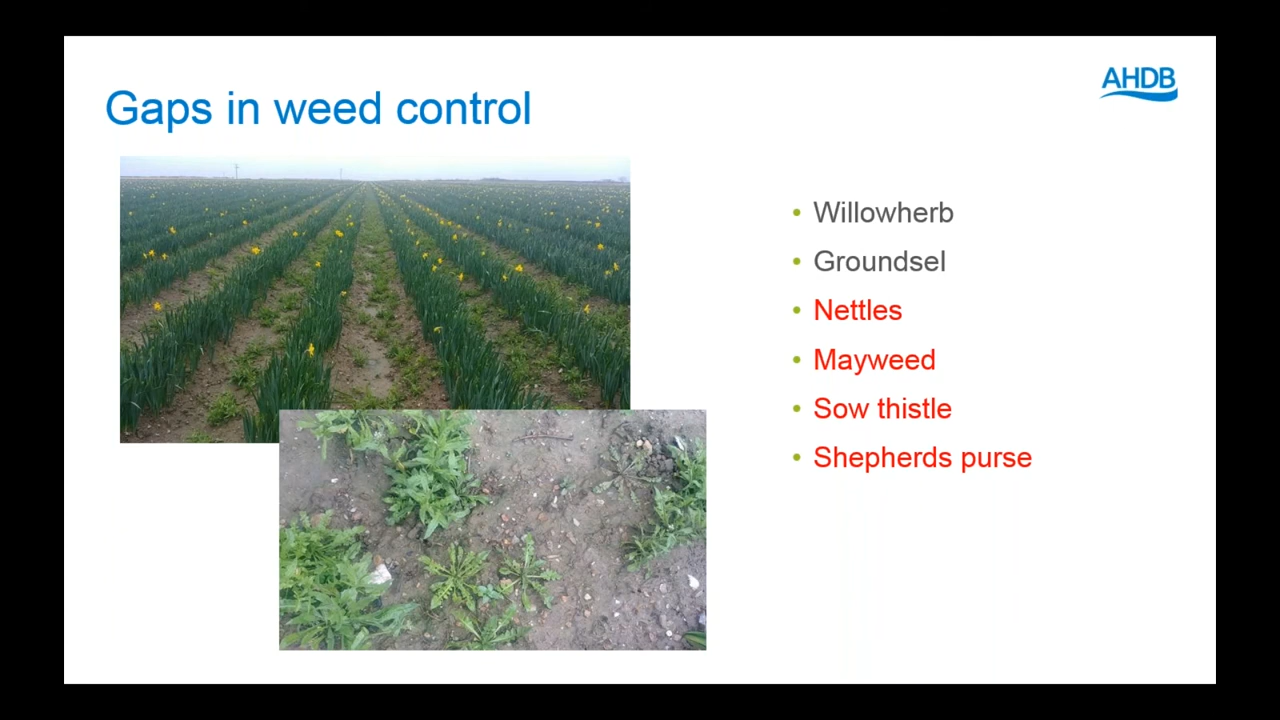 AHDB
Gaps in weed control
• Willowherb
• Groundsel
• Nettles
• Mayweed
• Sow thistle
• Shepherds purse